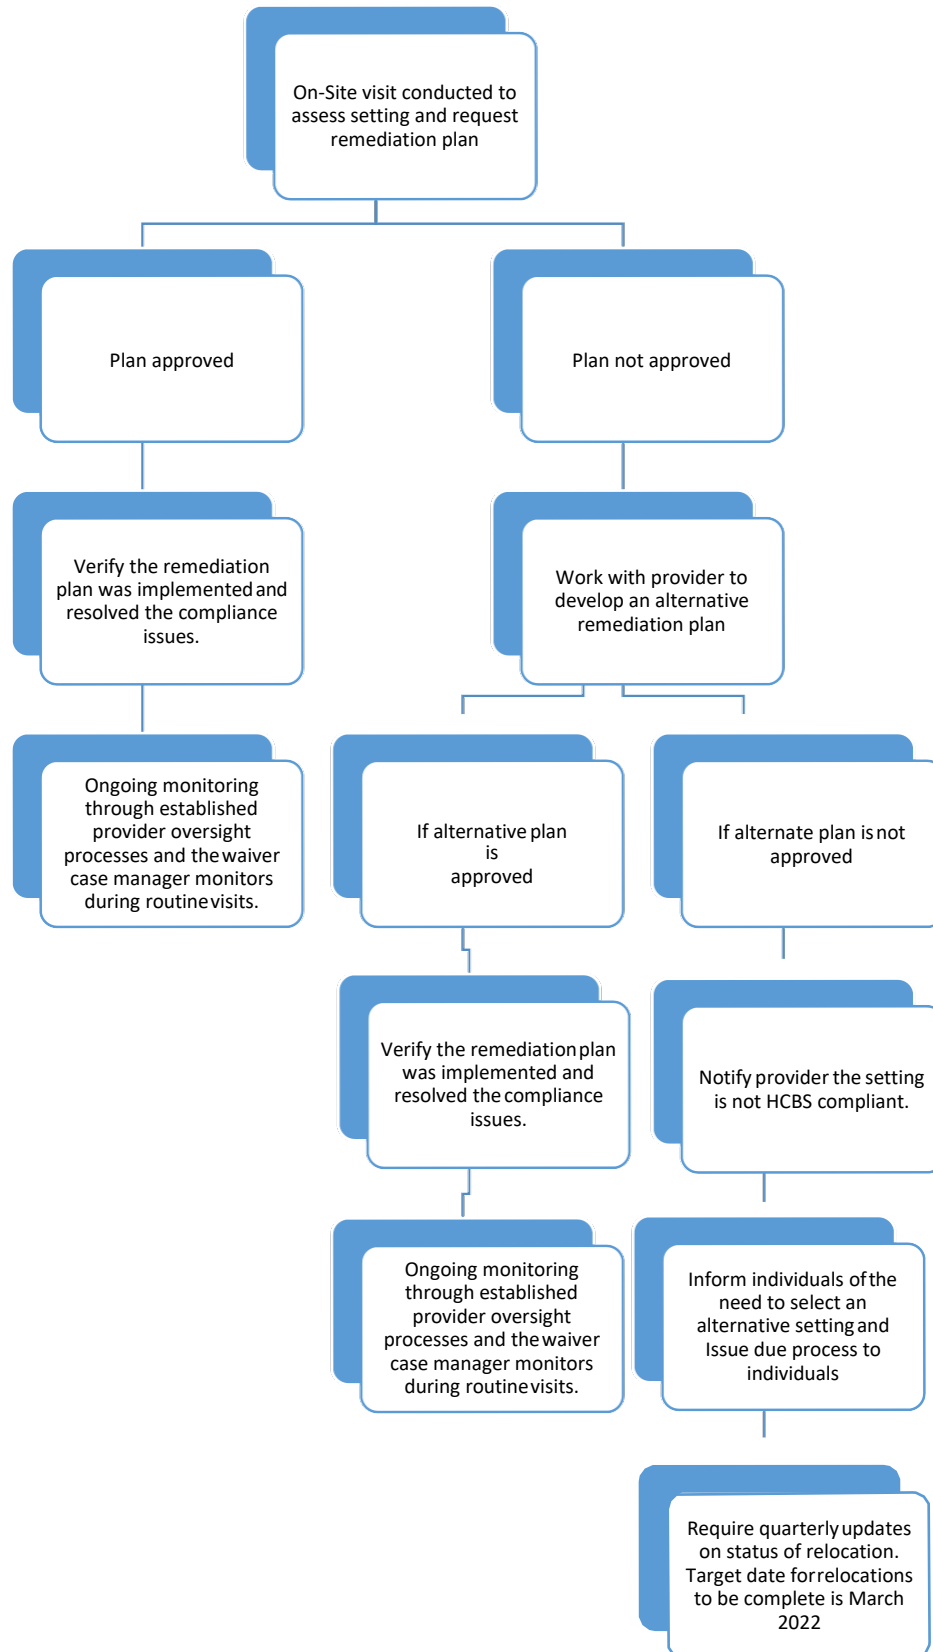 On-Site visit conducted to
assess setting and request
remediation plan
Plan approved
Plan not approved
Verify the remediation
plan was implemented and
resolved the compliance
issues.
Work with provider to
develop an alternative
remediation plan
Ongoing monitoring
through established
provider oversight
processes and the waiver
case manager monitors
during routine visits.
If alternative plan
is
approved
If alternate plan is not
approved
Verify the remediation plan
was implemented and
resolved the compliance
issues.
Notify provider the setting
is not HCBS compliant.
Ongoing monitoring
through established
provider oversight
processes and the waiver
case manager monitors
during routine visits.
Inform individuals of the
need to select an
alternative setting and
Issue due process to
individuals
Require quarterly updates
on status of relocation.
Target date for relocations
to be complete is March
2022